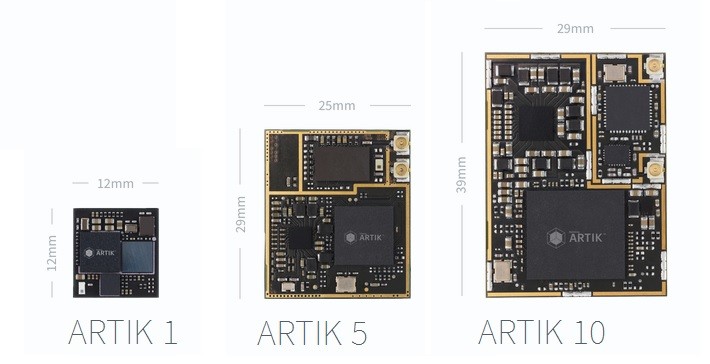 12mm
12mm
ARTIK
ARTIK 1
25mm
29mm
ARTIK
ARTIK 5
29mm
39mm
ARTIK
ARTIK 10